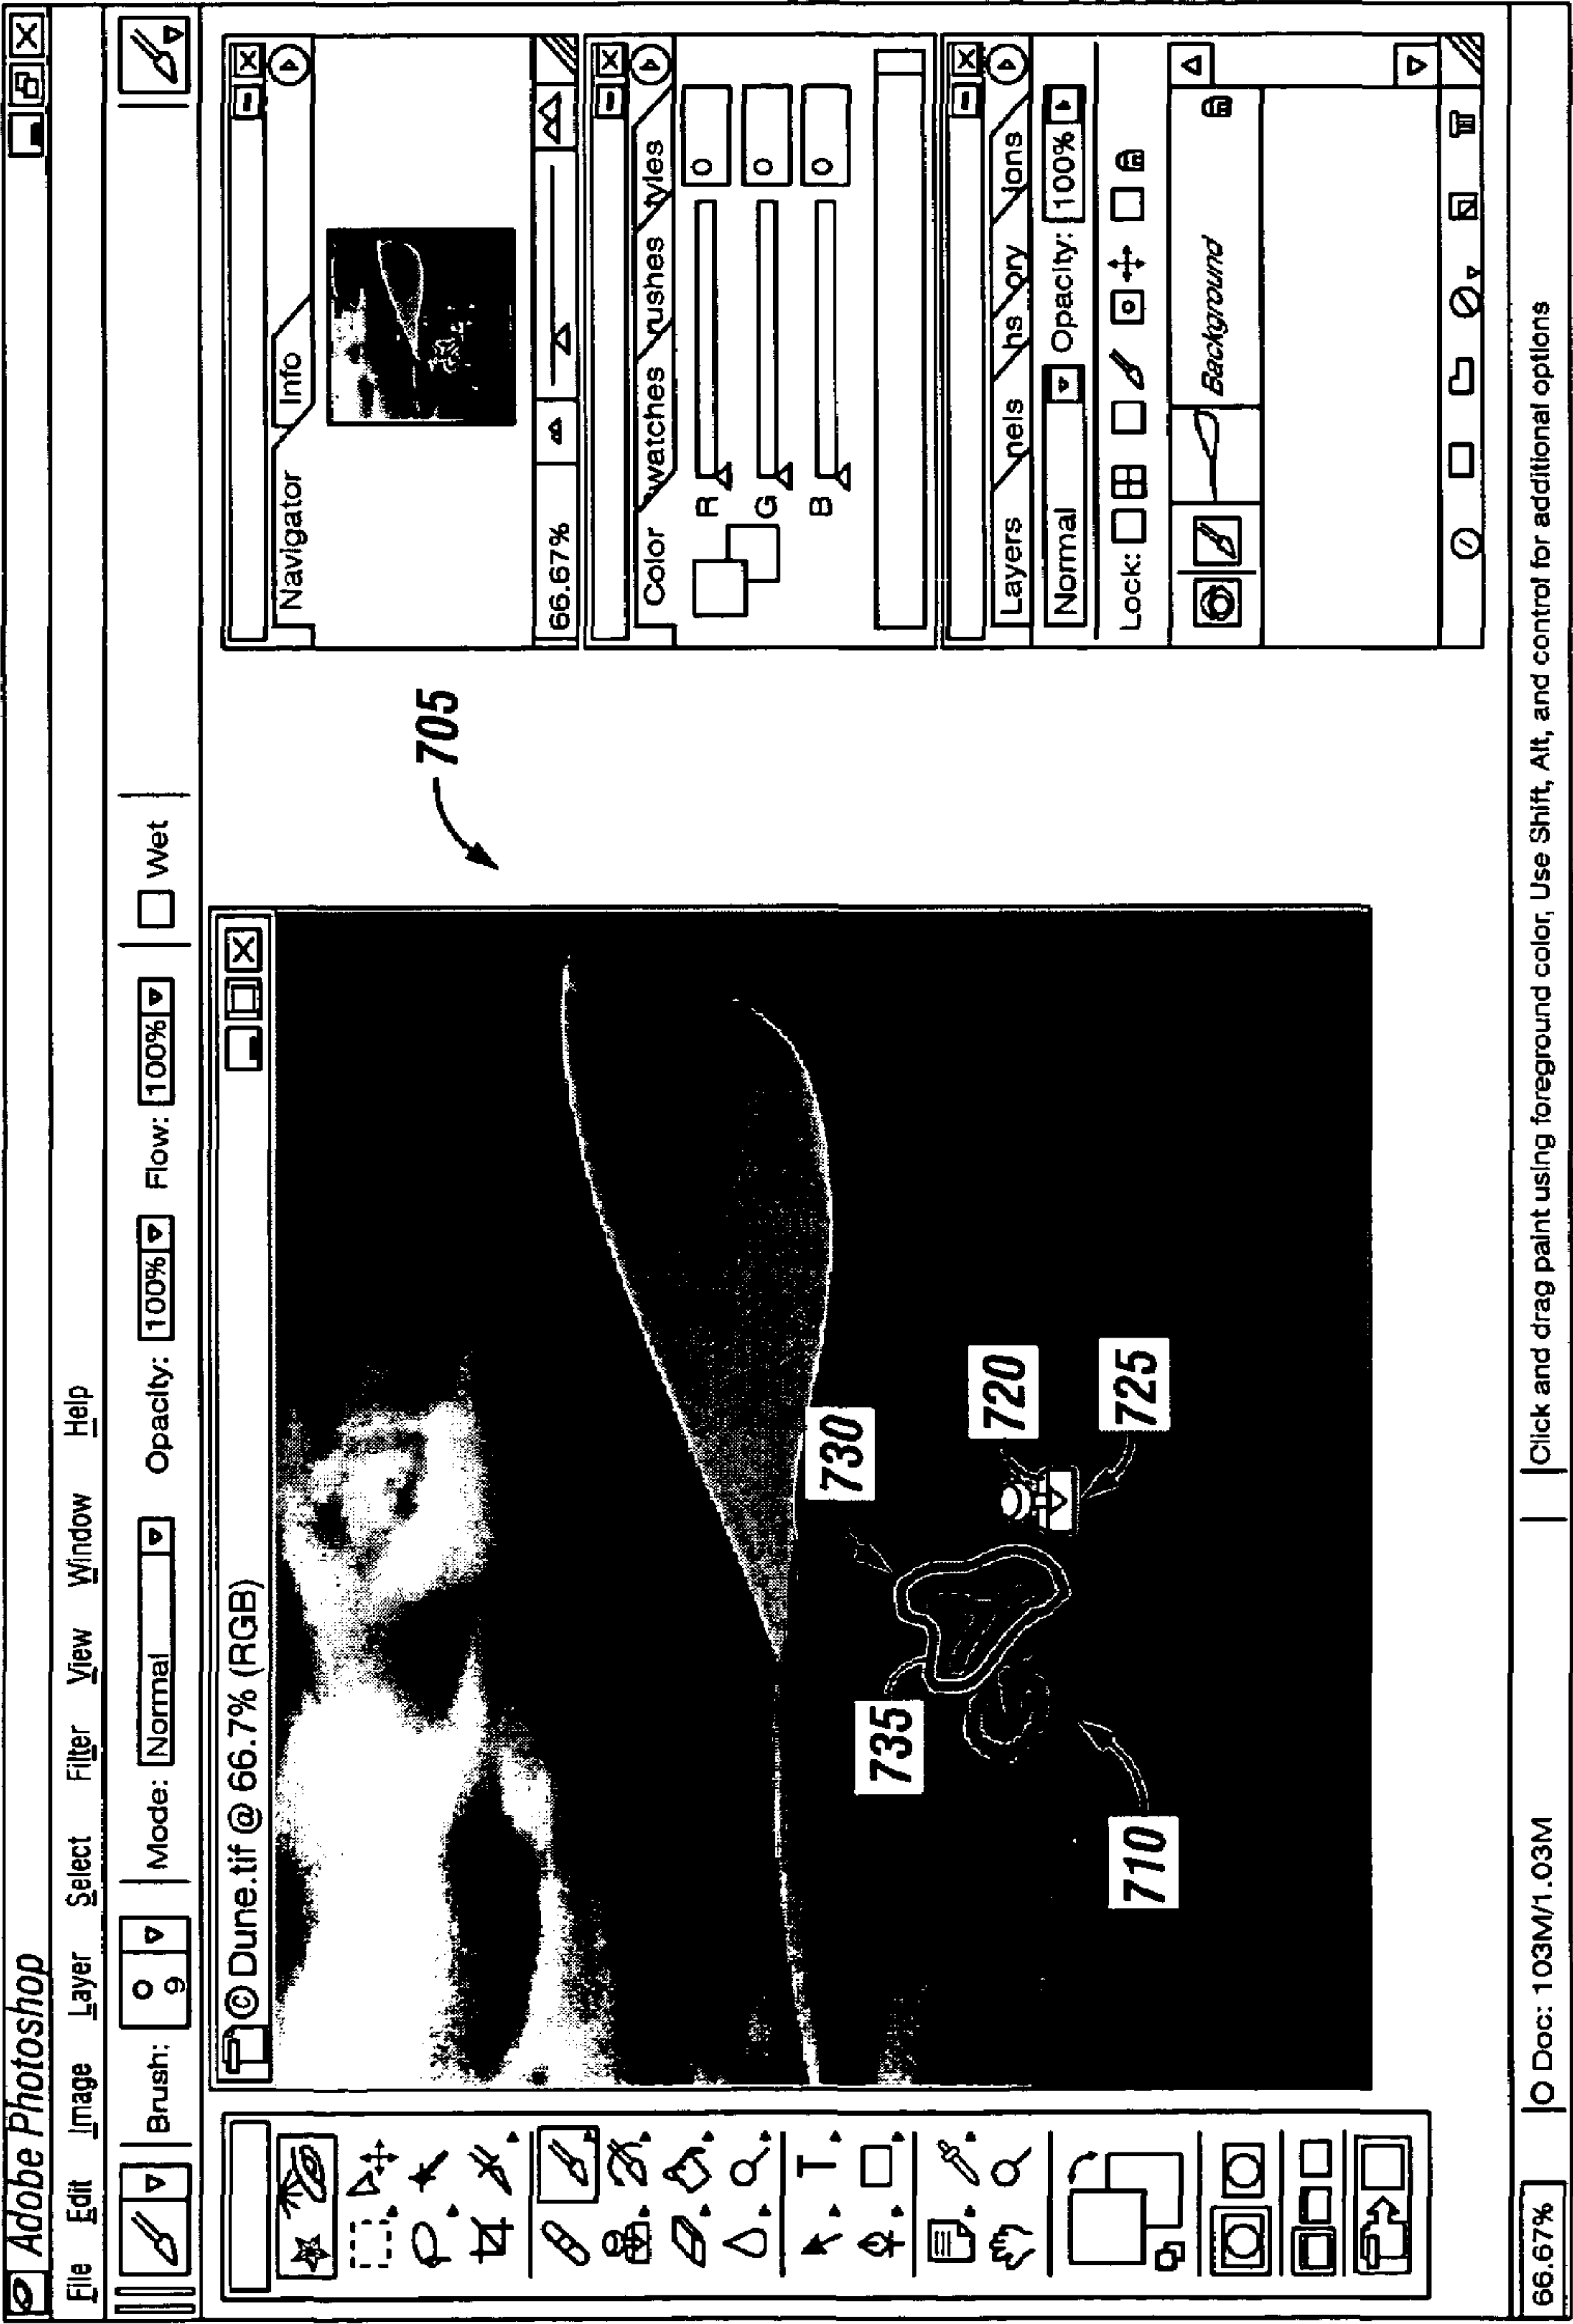 Adobe Photoshop
File Edit Image Layer Select Filter View Window Help
Brush: 9 Mode: Normal Opacity: 100% Flow: 100% Wet
© Dune.tif @ 66.7% (RGB)
705
730
720
725
735
710
Navigator Info
66.67%
Color watches rushes tyles
R 0
G 0
B 0
Layers nels hs ory ions
Normal Opacity: 100%
Lock:
Background
T
66.67% Doc: 103M/1.03M Click and drag paint using foreground color, Use Shift, Alt, and control for additional options